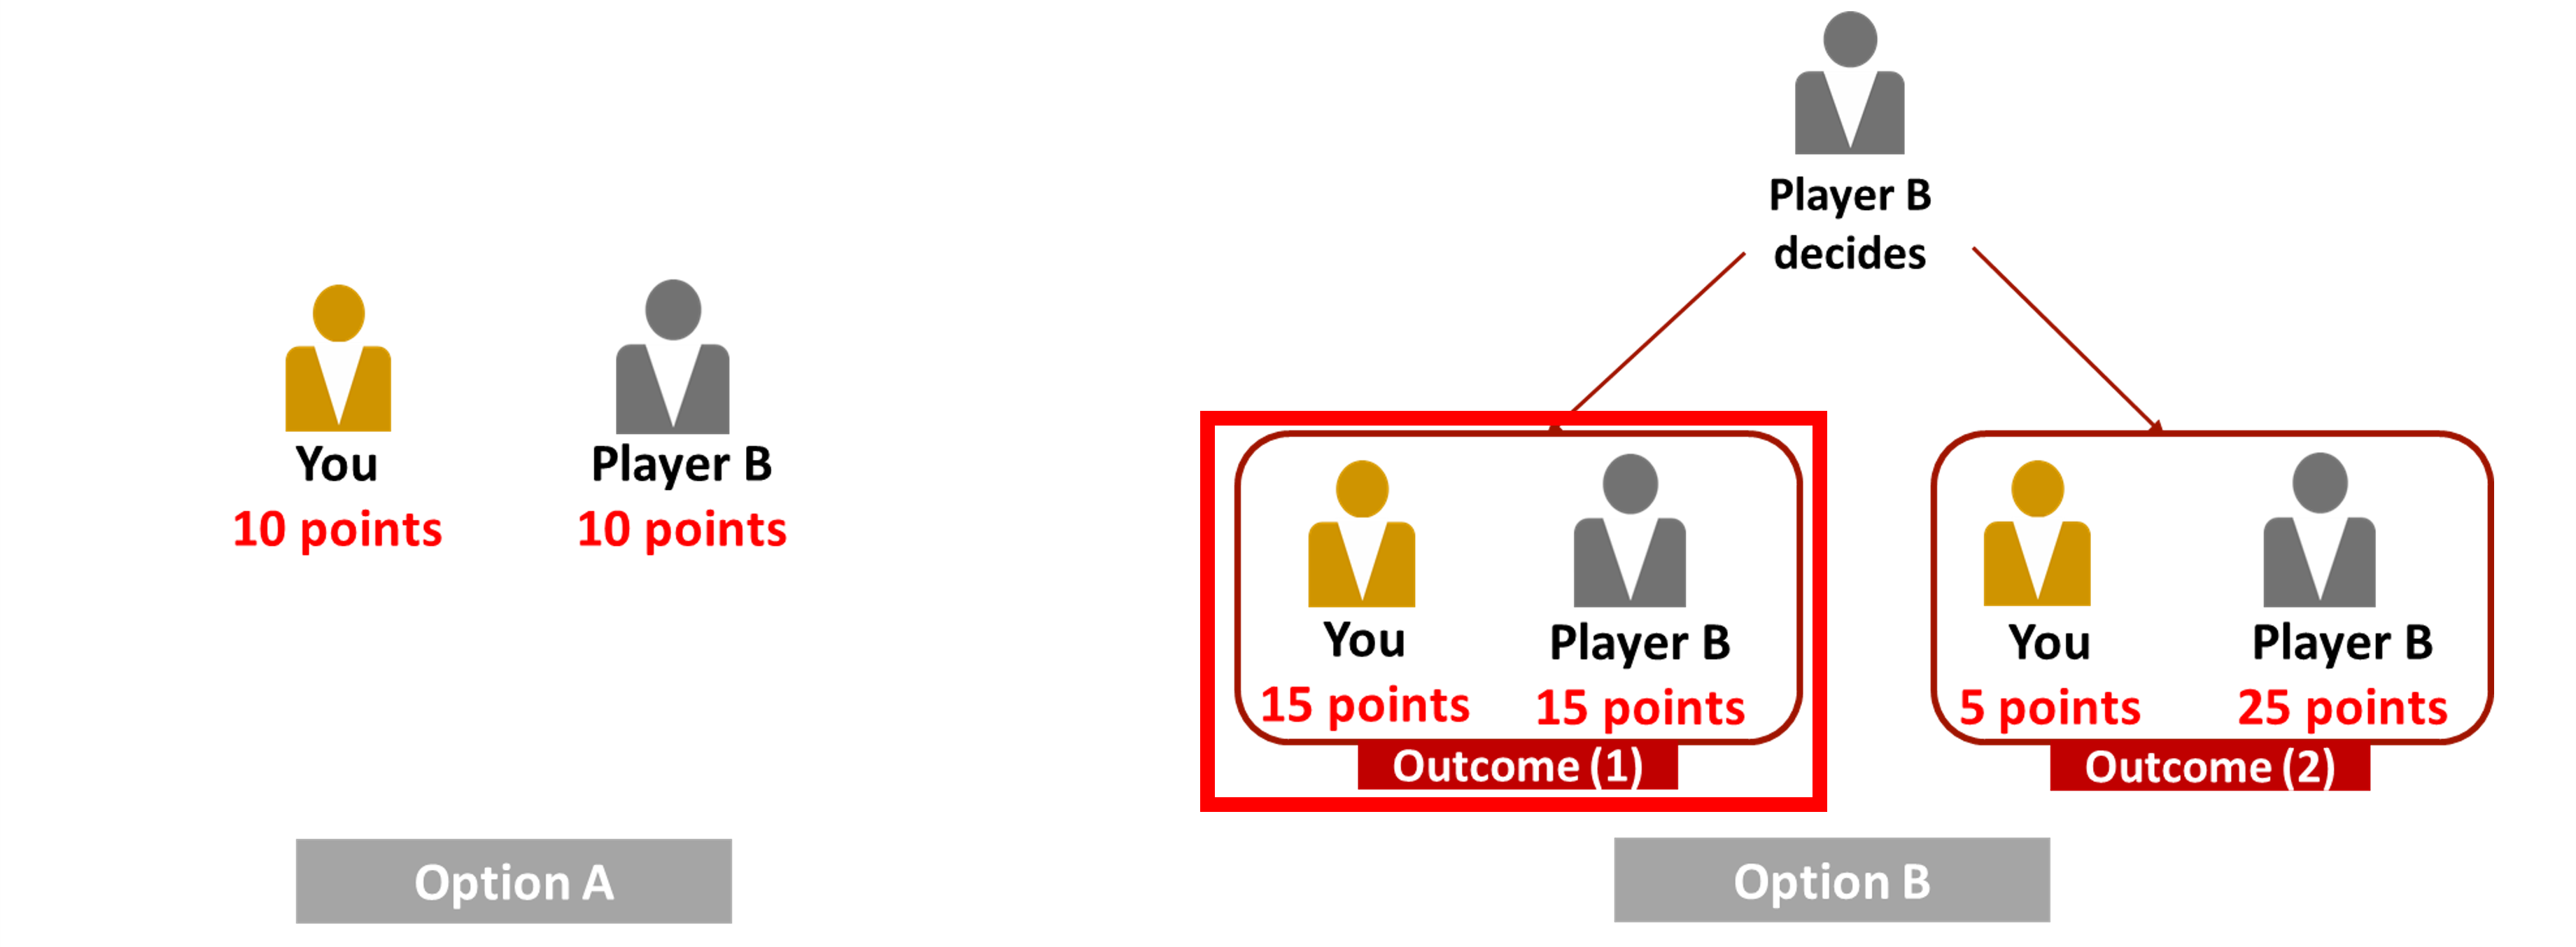 You
10 points
Player B
10 points
Option A
Player B
decides
You
15 points
Player B
15 points
Outcome (1)
You
5 points
Player B
25 points
Outcome (2)
Option B